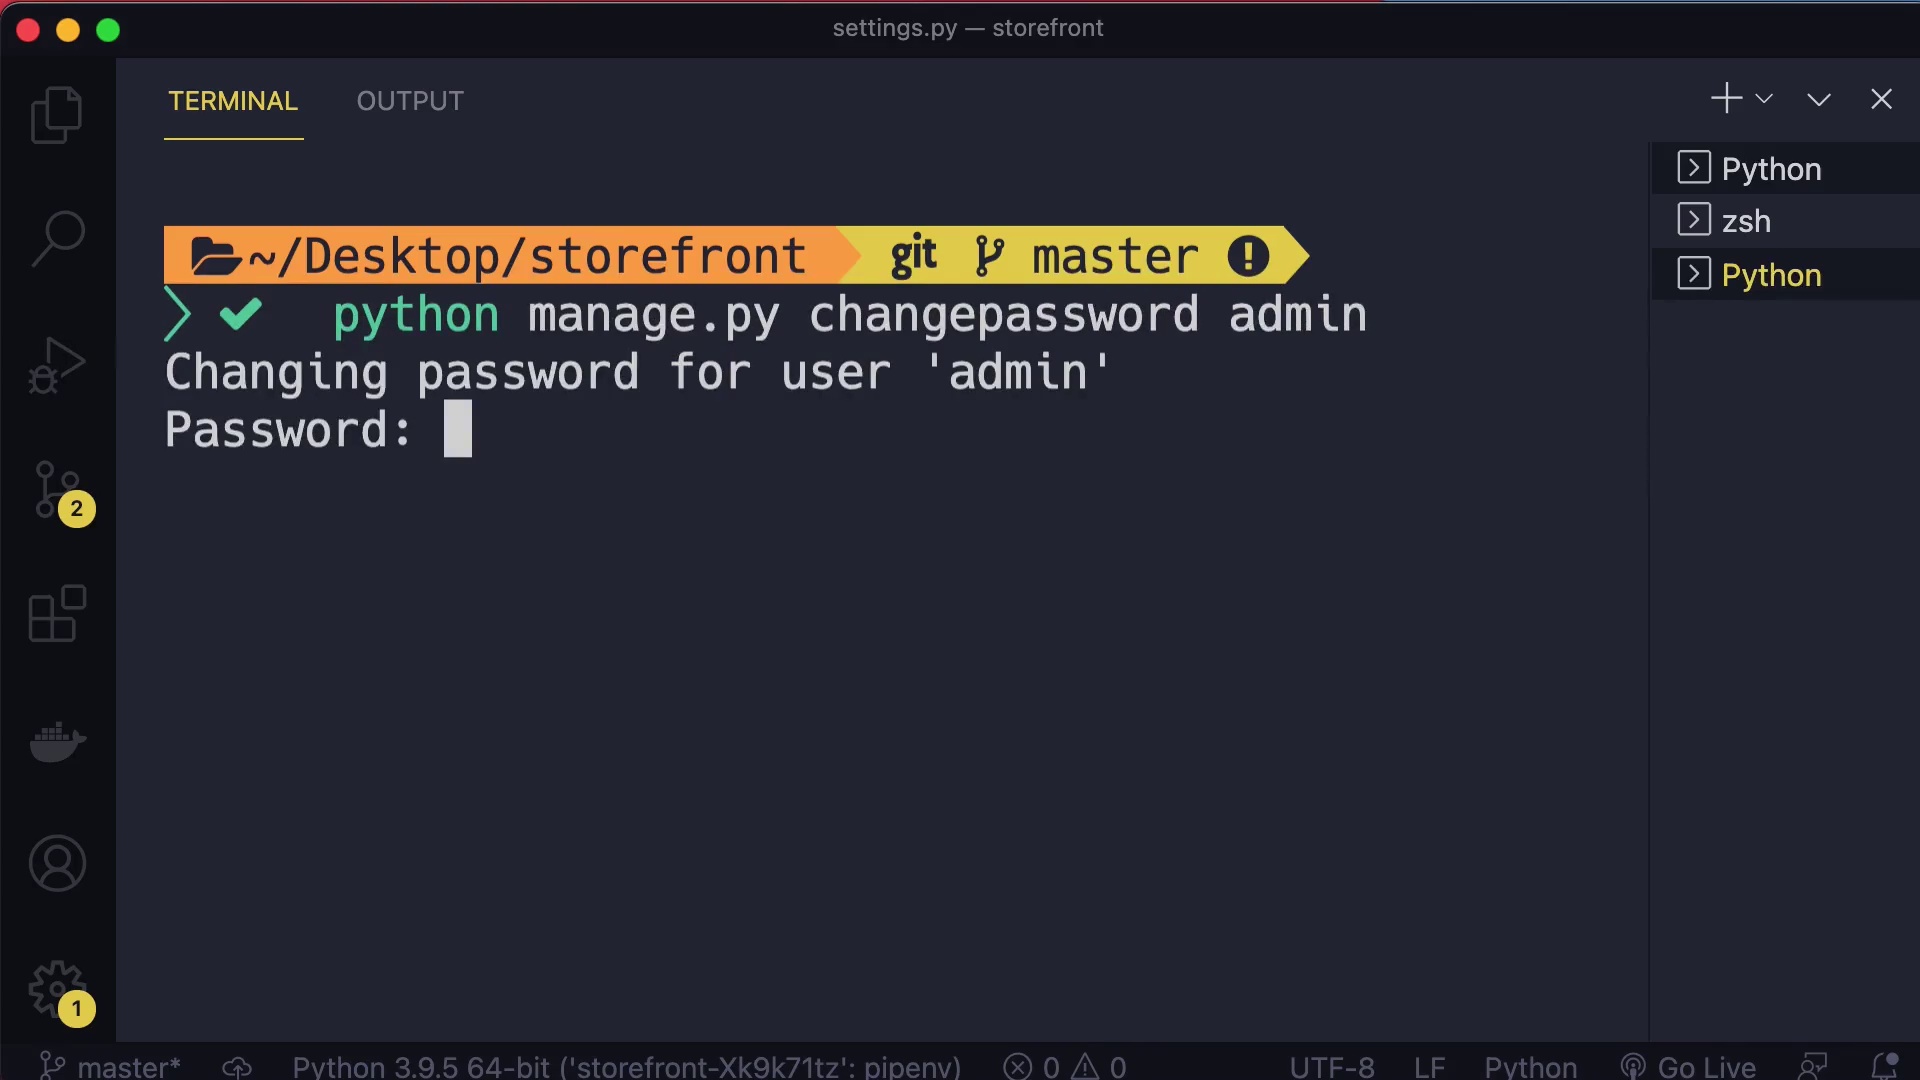 settings.py — storefront
TERMINAL OUTPUT
Python
zsh
Python
~/Desktop/storefront git master !
python manage.py changepassword admin
Changing password for user 'admin'
Password:
2
1
master* Python 3.9.5 64-bit ('storefront-Xk9k71tz': pipenv) 0 0 UTF-8 LF Python Go Live